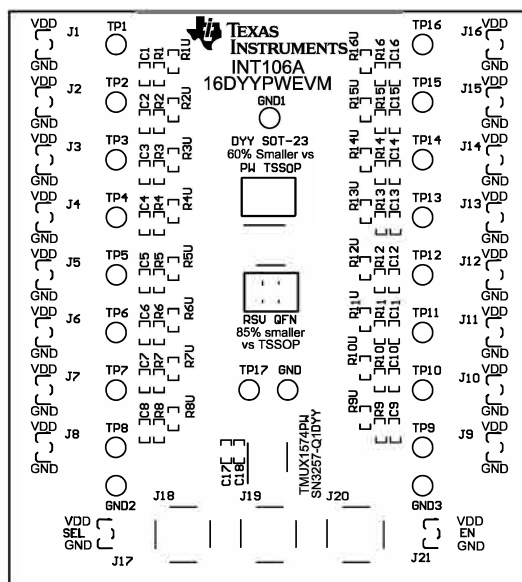 TEXAS
INSTRUMENTS
INT106A
16DYYPWEVM
GND1
DYY SOT-23
60% Smaller vs
PW TSSOP
RSU QFN
85% smaller
vs TSSOP
TP17 GND
TMUX1574PW
SN3257-Q1DYY
C17 C18
VDD J1 TP1 C1 R1 R1U
GND
VDD J2 TP2 C2 R2 R2U
GND
VDD J3 TP3 C3 R3 R3U
GND
VDD J4 TP4 C4 R4 R4U
GND
VDD J5 TP5 C5 R5 R5U
GND
VDD J6 TP6 C6 R6 R6U
GND
VDD J7 TP7 C7 R7 R7U
GND
VDD J8 TP8 C8 R8 R8U
GND
GND2
R16U R16 C16 TP16 J16 VDD
GND
R15U R15 C15 TP15 J15 VDD
GND
R14U R14 C14 TP14 J14 VDD
GND
R13U R13 C13 TP13 J13 VDD
GND
R12U R12 C12 TP12 J12 VDD
GND
R11U R11 C11 TP11 J11 VDD
GND
R10U R10 C10 TP10 J10 VDD
GND
R9U R9 C9 TP9 J9 VDD
GND
GND3
VDD
SEL
GND
J17
J18 J19 J20
VDD
EN
GND
J21